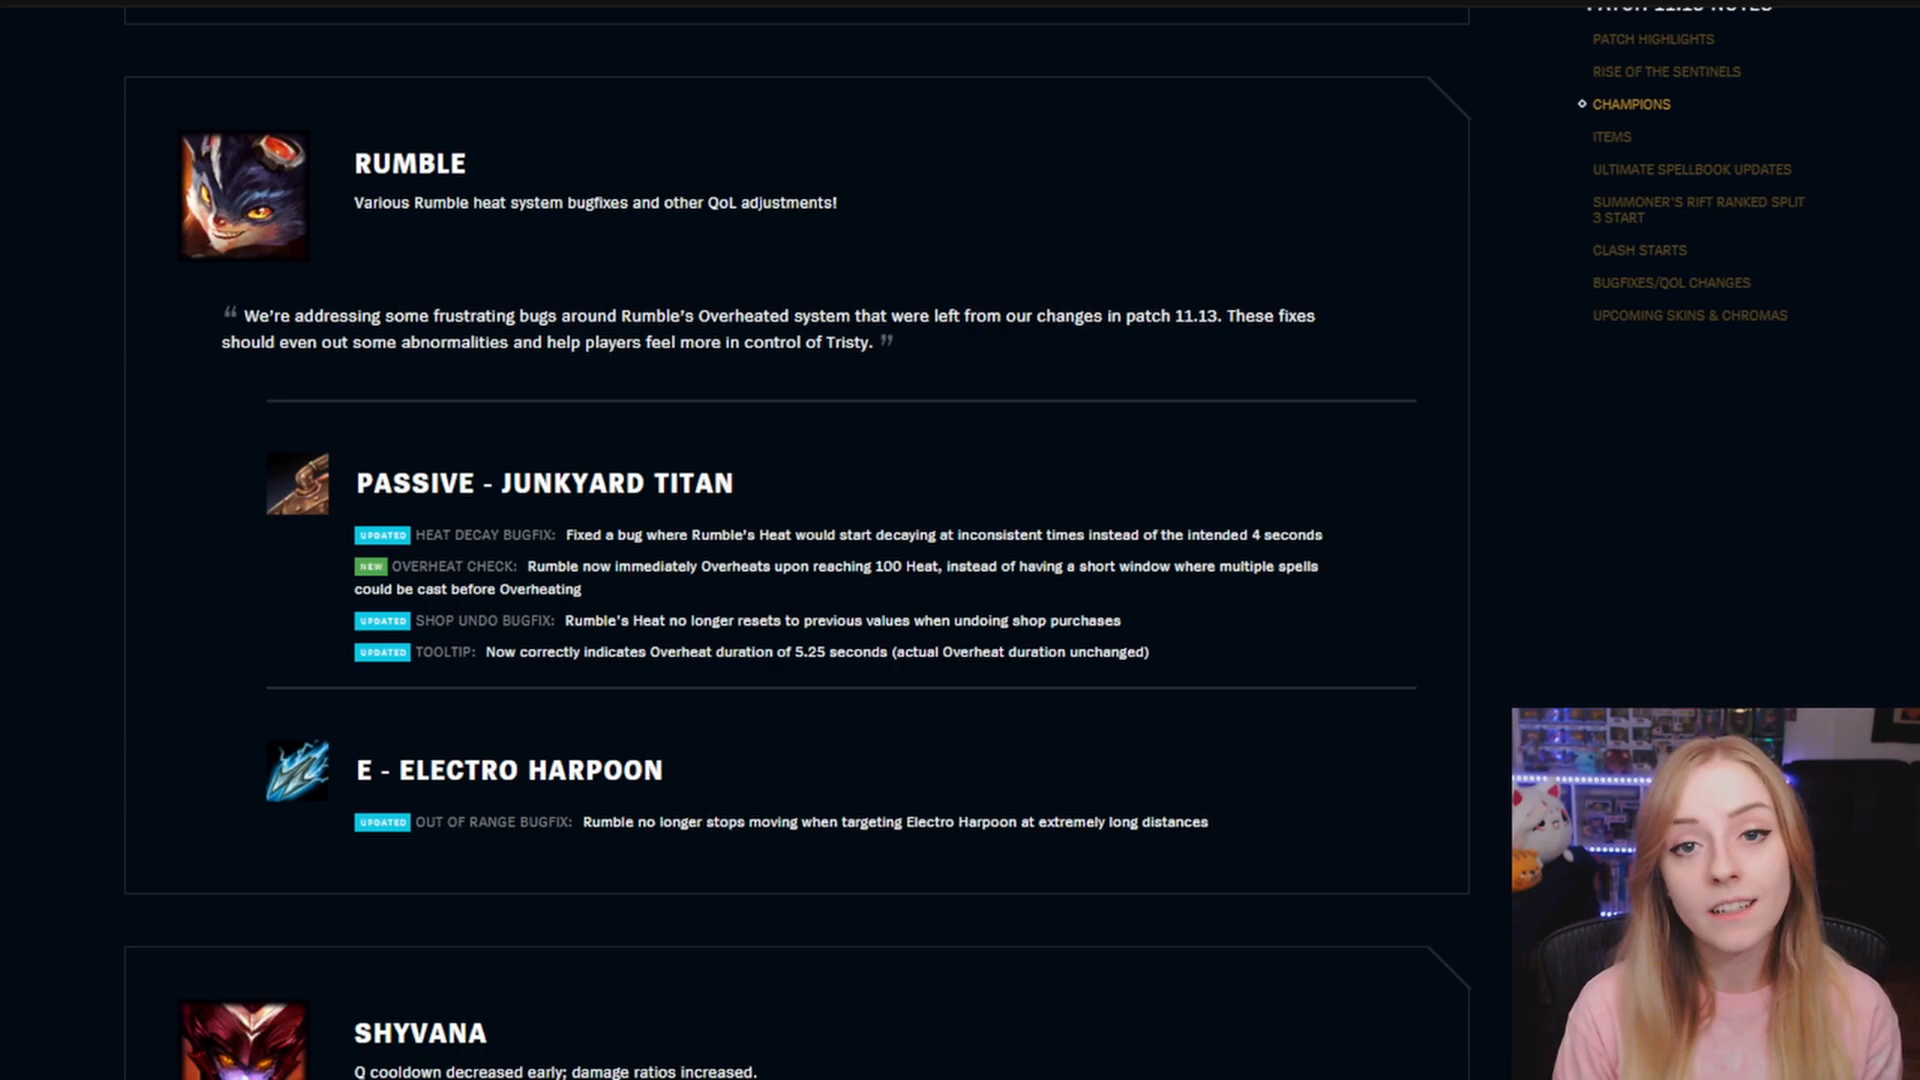 PATCH 11.15 NOTES
PATCH HIGHLIGHTS
RISE OF THE SENTINELS
CHAMPIONS
ITEMS
ULTIMATE SPELLBOOK UPDATES
SUMMONER'S RIFT RANKED SPLIT
3 START
CLASH STARTS
BUGFIXES/QOL CHANGES
UPCOMING SKINS & CHROMAS
RUMBLE
Various Rumble heat system bugfixes and other QoL adjustments!
“ We're addressing some frustrating bugs around Rumble's Overheated system that were left from our changes in patch 11.13. These fixes
should even out some abnormalities and help players feel more in control of Tristy. ”
PASSIVE - JUNKYARD TITAN
UPDATED HEAT DECAY BUGFIX: Fixed a bug where Rumble's Heat would start decaying at inconsistent times instead of the intended 4 seconds
NEW OVERHEAT CHECK: Rumble now immediately Overheats upon reaching 100 Heat, instead of having a short window where multiple spells
could be cast before Overheating
UPDATED SHOP UNDO BUGFIX: Rumble's Heat no longer resets to previous values when undoing shop purchases
UPDATED TOOLTIP: Now correctly indicates Overheat duration of 5.25 seconds (actual Overheat duration unchanged)
E - ELECTRO HARPOON
UPDATED OUT OF RANGE BUGFIX: Rumble no longer stops moving when targeting Electro Harpoon at extremely long distances
SHYVANA
Q cooldown decreased early; damage ratios increased.